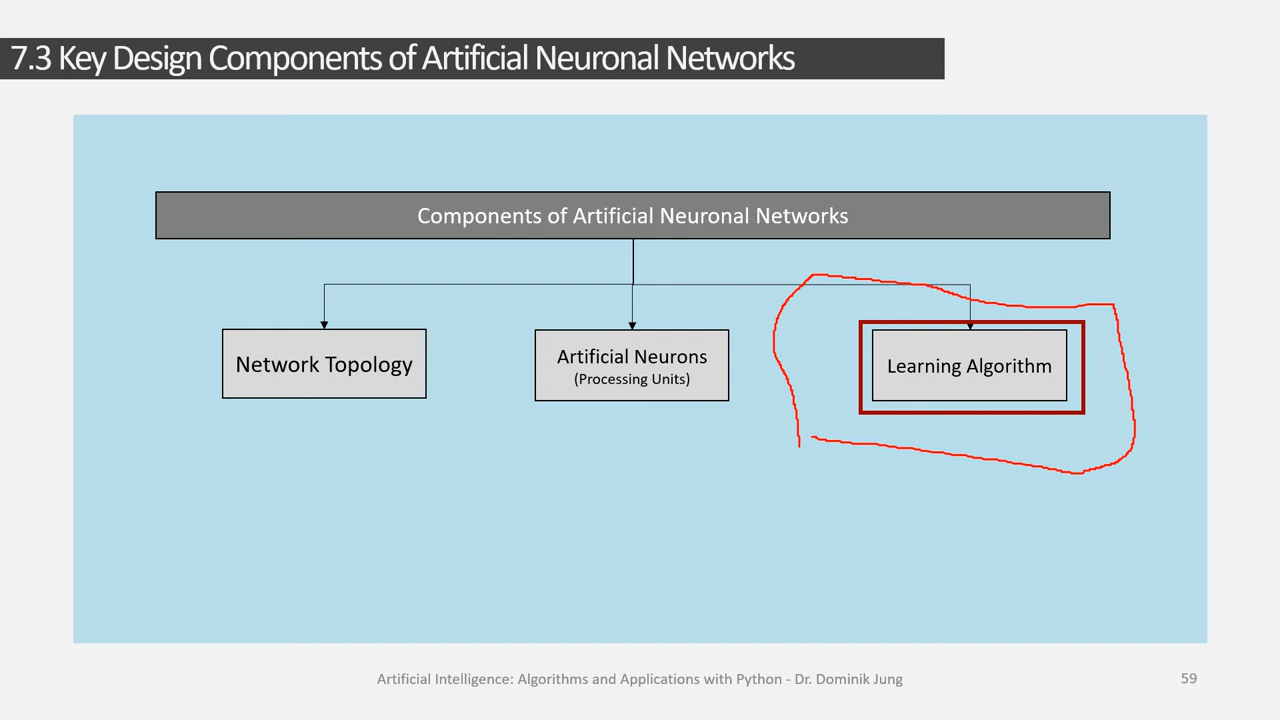 7.3 Key Design Components of Artificial Neuronal Networks
Components of Artificial Neuronal Networks
Network Topology
Artificial Neurons
(Processing Units)
Learning Algorithm
Artificial Intelligence: Algorithms and Applications with Python - Dr. Dominik Jung
59